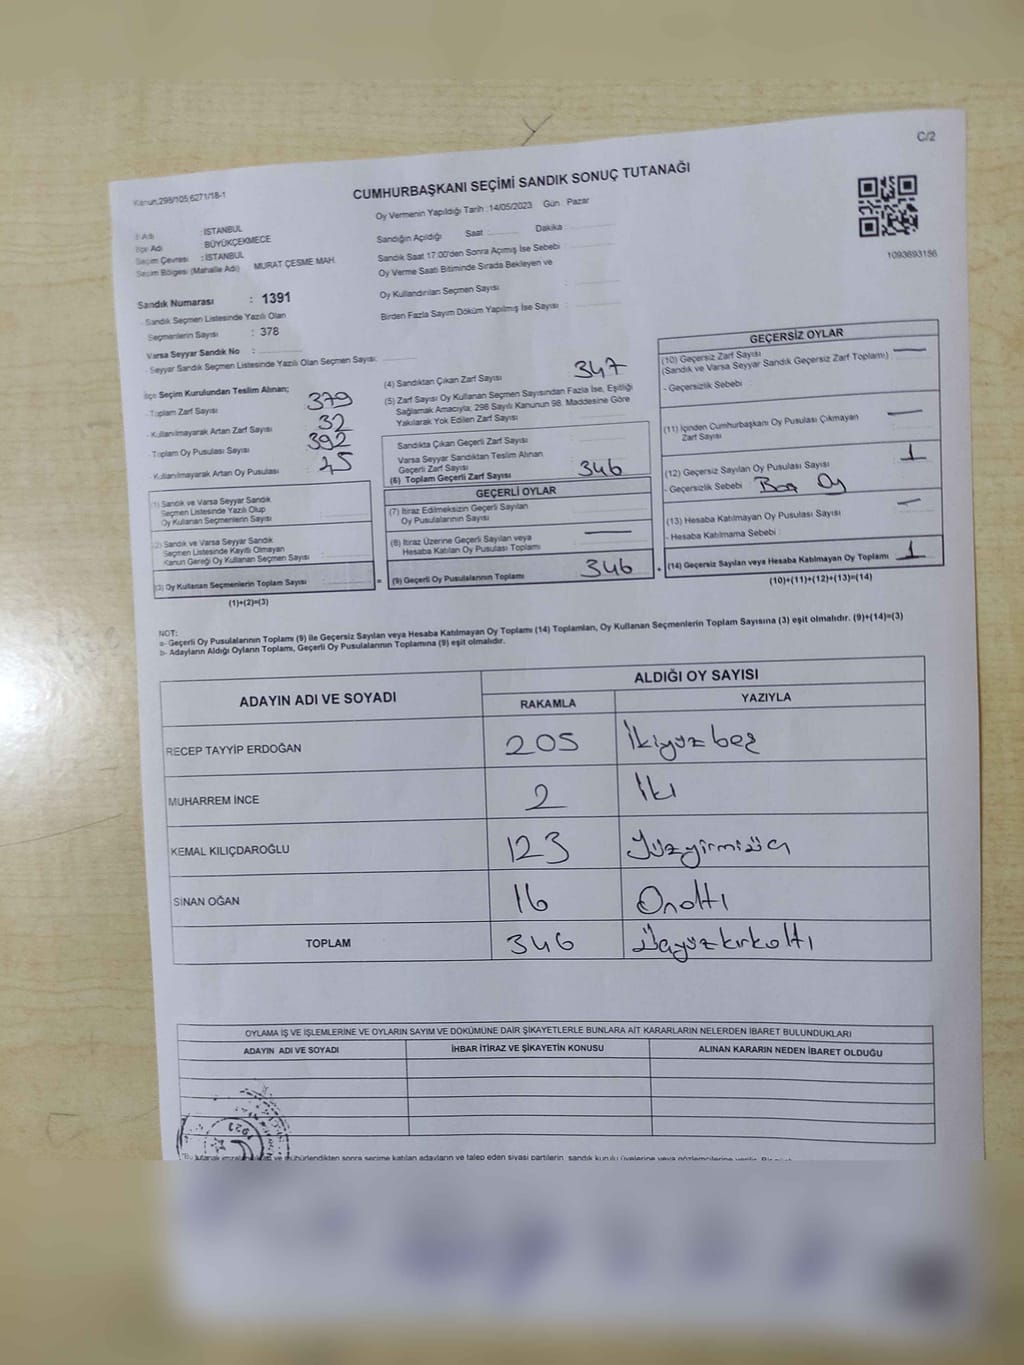 C/2
Kanun:298/105;6271/18-1
CUMHURBAŞKANI SEÇİMİ SANDIK SONUÇ TUTANAĞI
Oy Vermenin Yapıldığı Tarih :14/05/2023 Gün : Pazar
İl Adı : İSTANBUL
İlçe Adı : BÜYÜKÇEKMECE
Seçim Çevresi : İSTANBUL
Seçim Bölgesi (Mahalle Adı) MURAT ÇEŞME MAH.
Sandık Numarası : 1391
- Sandık Seçmen Listesinde Yazılı Olan
Seçmenlerin Sayısı : 378
Varsa Seyyar Sandık No :
- Seyyar Sandık Seçmen Listesinde Yazılı Olan Seçmen Sayısı:
Sandığın Açıldığı Saat Dakika
Sandık Saat 17.00'den Sonra Açılmış İse Sebebi :
Oy Verme Saati Bitiminde Sırada Bekleyen ve
Oy Kullandırılan Seçmen Sayısı :
Birden Fazla Sayım Döküm Yapılmış İse Sayısı :
1093693156
İlçe Seçim Kurulundan Teslim Alınan;
- Toplam Zarf Sayısı 379
- Kullanılmayarak Artan Zarf Sayısı 32
- Toplam Oy Pusulası Sayısı 392
- Kullanılmayarak Artan Oy Pusulası 45
(1) Sandık ve Varsa Seyyar Sandık
Seçmen Listesinde Yazılı Olup
Oy Kullanan Seçmenlerin Sayısı :
(2) Sandık ve Varsa Seyyar Sandık
Seçmen Listesinde Kayıtlı Olmayan
Kanun Gereği Oy Kullanan Seçmen Sayısı :
(3) Oy Kullanan Seçmenlerin Toplam Sayısı =
(1)+(2)=(3)
(4) Sandıktan Çıkan Zarf Sayısı 347
(5) Zarf Sayısı Oy Kullanan Seçmen Sayısından Fazla İse, Eşitliği
Sağlamak Amacıyla, 298 Sayılı Kanunun 98. Maddesine Göre
Yakılarak Yok Edilen Zarf Sayısı :
Sandıkta Çıkan Geçerli Zarf Sayısı :
Varsa Seyyar Sandıktan Teslim Alınan
Geçerli Zarf Sayısı
(6) Toplam Geçerli Zarf Sayısı 346
GEÇERLİ OYLAR
(7) İtiraz Edilmeksizin Geçerli Sayılan
Oy Pusulalarının Sayısı
(8) İtiraz Üzerine Geçerli Sayılan veya
Hesaba Katılan Oy Pusulası Toplamı —
(9) Geçerli Oy Pusulalarının Toplamı 346 +
GEÇERSİZ OYLAR
(10) Geçersiz Zarf Sayısı —
(Sandık ve Varsa Seyyar Sandık Geçersiz Zarf Toplamı)
- Geçersizlik Sebebi :
(11) İçinden Cumhurbaşkanı Oy Pusulası Çıkmayan —
Zarf Sayısı
(12) Geçersiz Sayılan Oy Pusulası Sayısı 1
- Geçersizlik Sebebi Boş Oy
(13) Hesaba Katılmayan Oy Pusulası Sayısı —
- Hesaba Katılmama Sebebi :
(14) Geçersiz Sayılan veya Hesaba Katılmayan Oy Toplamı 1
(10)+(11)+(12)+(13)=(14)
NOT:
a- Geçerli Oy Pusulalarının Toplamı (9) ile Geçersiz Sayılan veya Hesaba Katılmayan Oy Toplamı (14) Toplamları, Oy Kullanan Seçmenlerin Toplam Sayısına (3) eşit olmalıdır. (9)+(14)=(3)
b- Adayların Aldığı Oyların Toplamı, Geçerli Oy Pusulalarının Toplamına (9) eşit olmalıdır.
ADAYIN ADI VE SOYADI ALDIĞI OY SAYISI
RAKAMLA YAZIYLA
RECEP TAYYİP ERDOĞAN 205 İkiyüzbeş
MUHARREM İNCE 2 İki
KEMAL KILIÇDAROĞLU 123 Yüzyirmiüç
SİNAN OĞAN 16 Onaltı
TOPLAM 346 Üçyüzkırkaltı
OYLAMA İŞ VE İŞLEMLERİNE VE OYLARIN SAYIM VE DÖKÜMÜNE DAİR ŞİKAYETLERLE BUNLARA AİT KARARLARIN NELERDEN İBARET BULUNDUKLARI
ADAYIN ADI VE SOYADI İHBAR İTİRAZ VE ŞİKAYETİN KONUSU ALINAN KARARIN NEDEN İBARET OLDUĞU
mühürlendikten sonra seçime katılan adayların ve talep eden siyasi partilerin sandık kurulu üyelerine veya gözlemcilerine verilir.